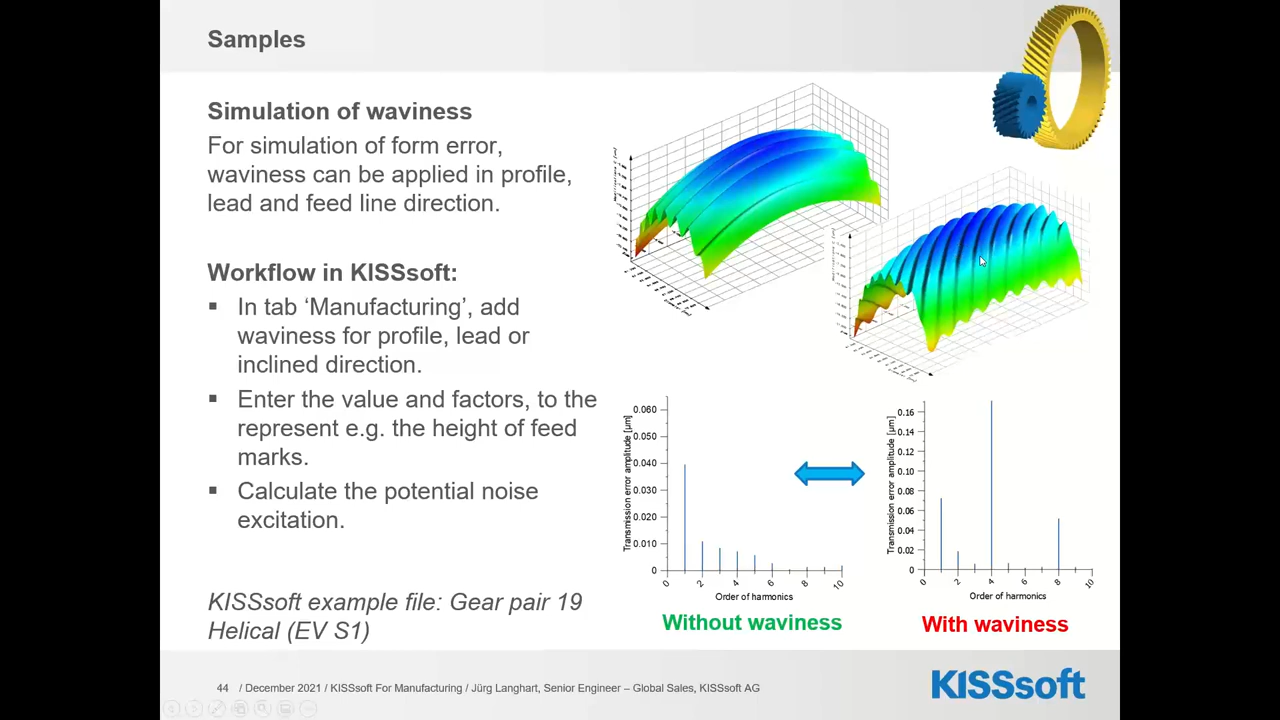 Samples
Simulation of waviness
For simulation of form error,
waviness can be applied in profile,
lead and feed line direction.
Workflow in KISSsoft:
▪ In tab ‘Manufacturing’, add
waviness for profile, lead or
inclined direction.
▪ Enter the value and factors, to the
represent e.g. the height of feed
marks.
▪ Calculate the potential noise
excitation.
KISSsoft example file: Gear pair 19
Helical (EV S1)
Transmission error amplitude [µm]
0.060
0.050
0.040
0.030
0.020
0.010
0
0 2 4 6 8 10
Order of harmonics
Without waviness
Transmission error amplitude [µm]
0.16
0.14
0.12
0.10
0.08
0.06
0.04
0.02
0
0 2 4 6 8 10
Order of harmonics
With waviness
44 / December 2021 / KISSsoft For Manufacturing / Jürg Langhart, Senior Engineer – Global Sales, KISSsoft AG
KISSsoft